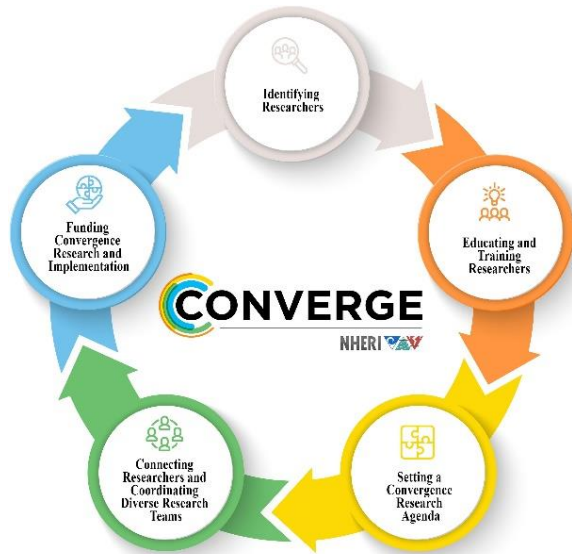 Identifying
Researchers
Educating and
Training
Researchers
Setting a
Convergence
Research
Agenda
Connecting
Researchers and
Coordinating
Diverse Research
Teams
Funding
Convergence
Research and
Implementation
CONVERGE
NHERI